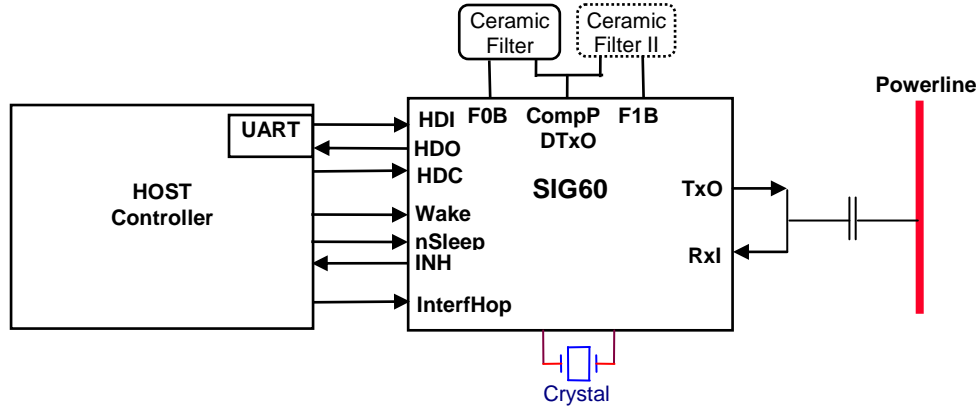 Ceramic
Filter
Ceramic
Filter II
Powerline
UART
HOST
Controller
HDI
F0B
CompP
F1B
DTxO
HDO
HDC
SIG60
TxO
Wake
nSleep
INH
RxI
InterfHop
Crystal